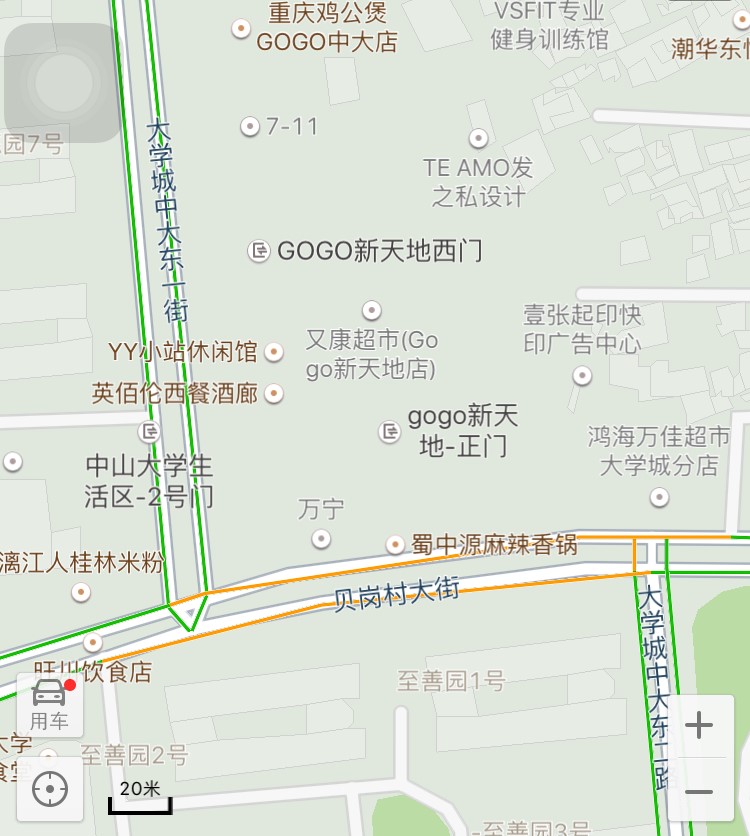 重庆鸡公煲
GOGO中大店
VSFIT专业
健身训练馆
潮华东
7-11
园7号
TE AMO发
之私设计
大学城中大东一街
GOGO新天地西门
又康超市(Go
go新天地店)
壹张起印快
印广告中心
YY小站休闲馆
英佰伦西餐酒廊
gogo新天
地-正门
鸿海万佳超市
大学城分店
中山大学生
活区-2号门
万宁
蜀中源麻辣香锅
漓江人桂林米粉
贝岗村大街
大学城中大东二路
旺川饮食店
至善园1号
用车
大学
食堂
至善园2号
20米
-至善园3号